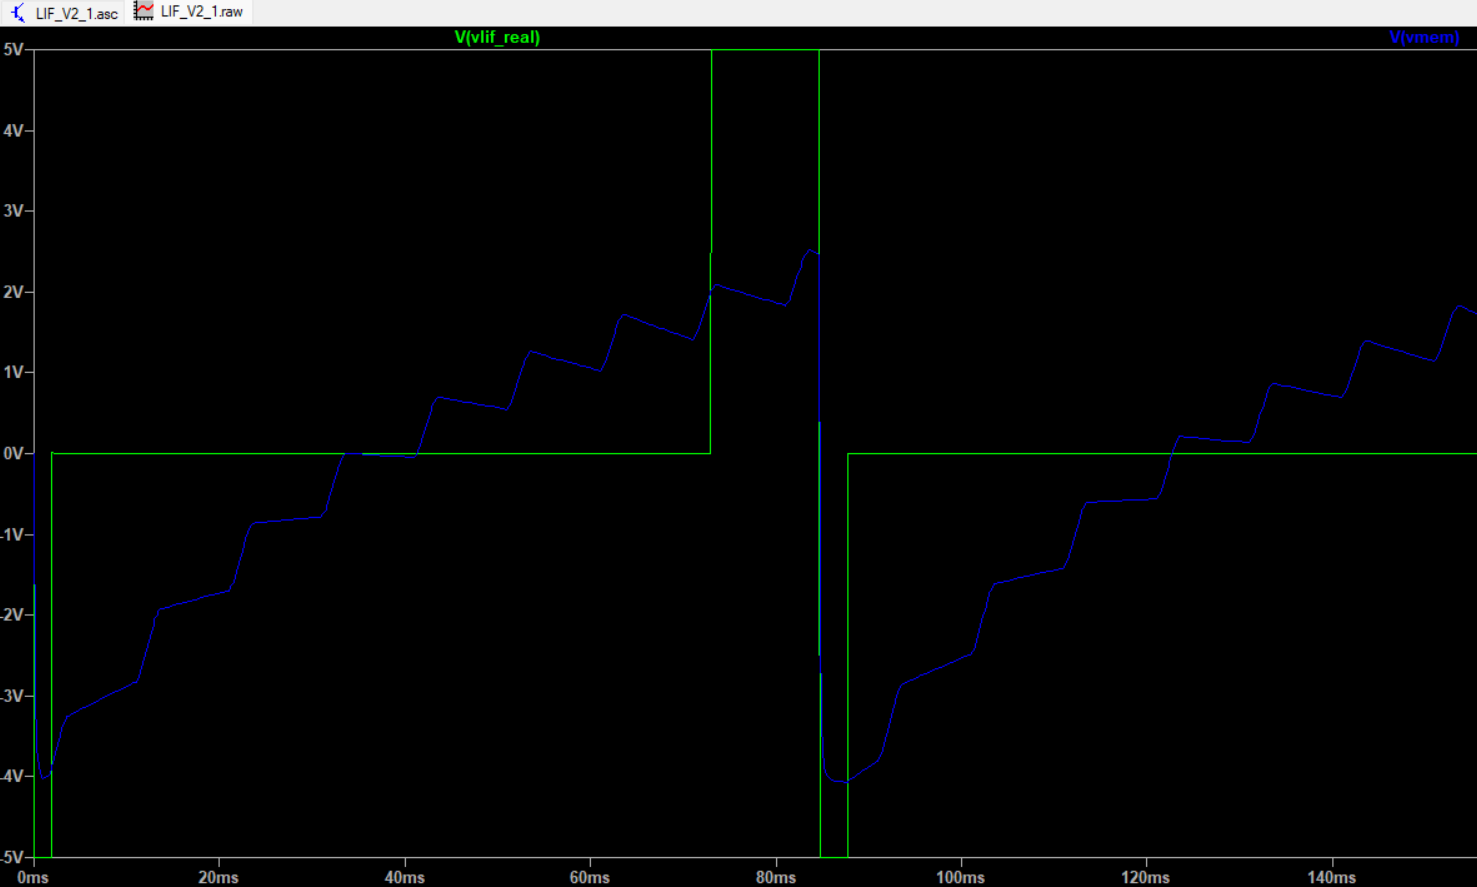 LIF_V2_1.asc LIF_V2_1.raw
V(vlif_real) V(vmem)
5V
4V
3V
2V
1V
0V
-1V
-2V
-3V
-4V
-5V
0ms 20ms 40ms 60ms 80ms 100ms 120ms 140ms